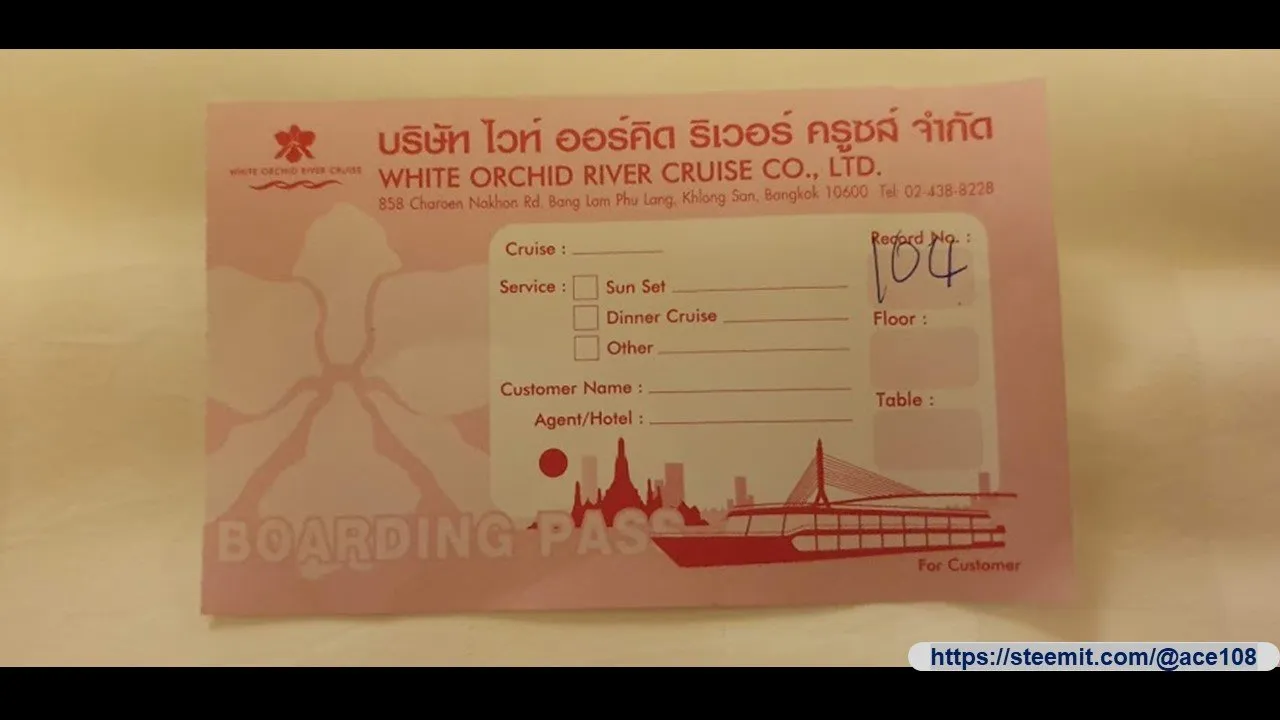 บริษัท ไวท์ ออร์คิด ริเวอร์ ครูซส์ จำกัด
WHITE ORCHID RIVER CRUISE
WHITE ORCHID RIVER CRUISE CO., LTD.
858 Charoen Nakhon Rd, Bang Lam Phu Lang, Khlong San, Bangkok 10600 Tel: 02-438-8228
Cruise :
Record No. :
104
Service : Sun Set
Dinner Cruise
Floor :
Other
Customer Name :
Table :
Agent/Hotel :
BOARDING PASS
For Customer
https://steemit.com/@ace108